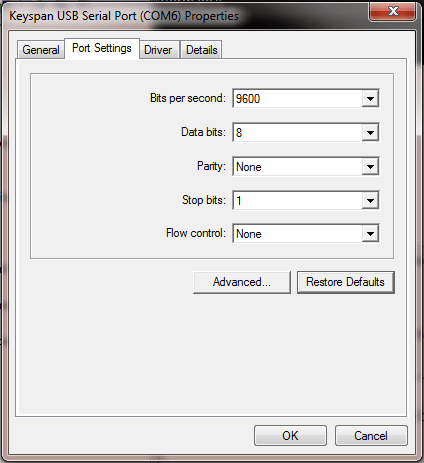 Keyspan USB Serial Port (COM6) Properties
General Port Settings Driver Details
Bits per second: 9600
Data bits: 8
Parity: None
Stop bits: 1
Flow control: None
Advanced... Restore Defaults
OK Cancel